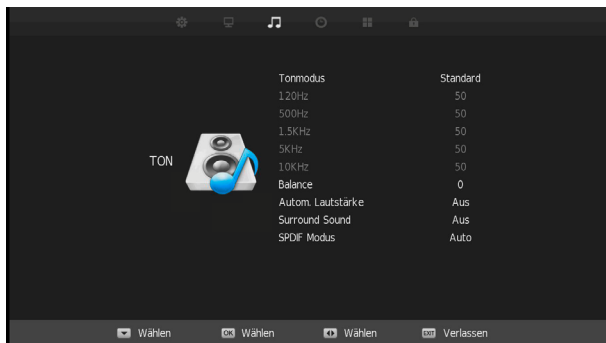 TON
Tonmodus Standard
120Hz 50
500Hz 50
1.5KHz 50
5KHz 50
10KHz 50
Balance 0
Autom. Lautstärke Aus
Surround Sound Aus
SPDIF Modus Auto
Wählen OK Wählen Wählen EXIT Verlassen